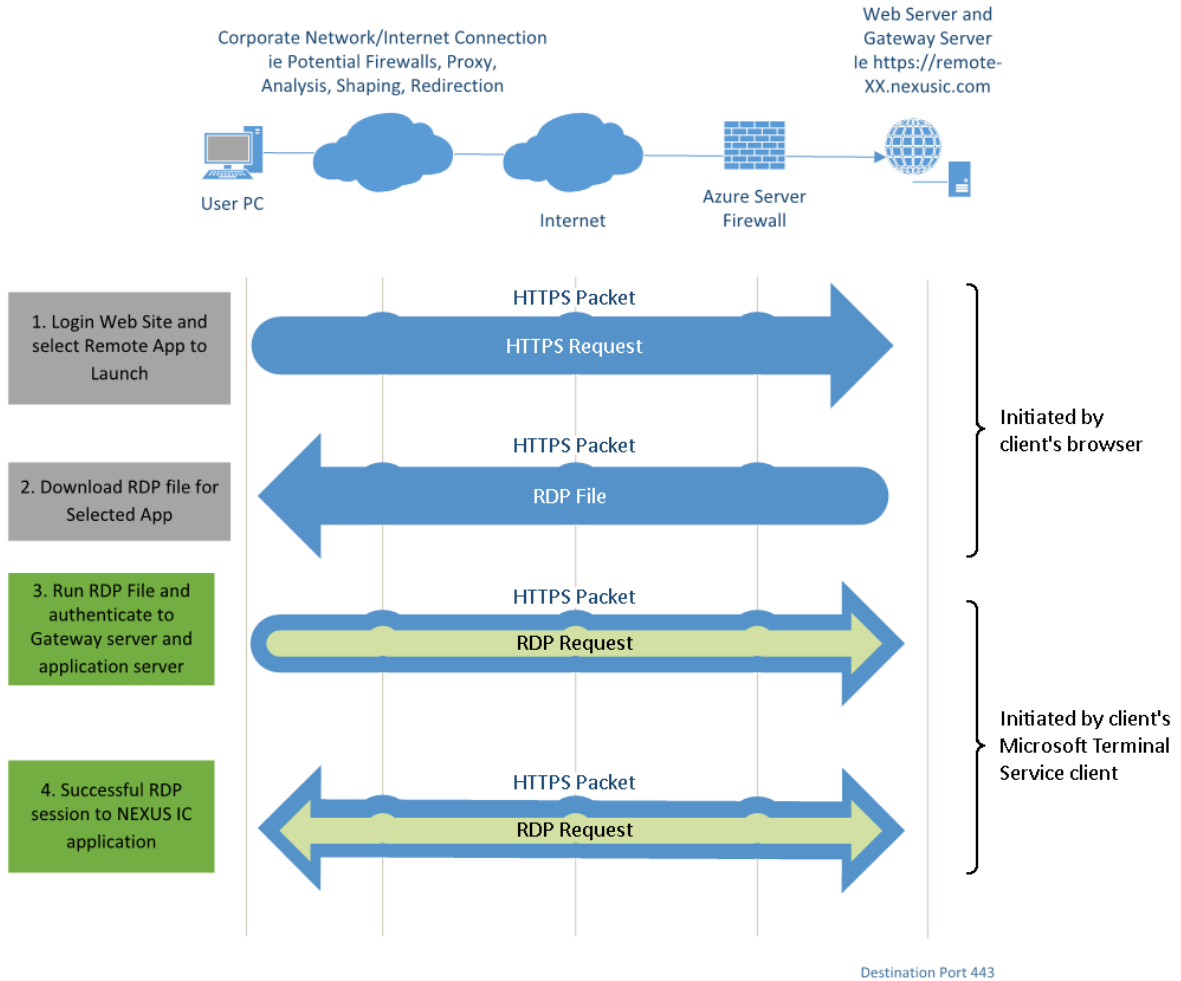 Corporate Network/Internet Connection
ie Potential Firewalls, Proxy,
Analysis, Shaping, Redirection
Web Server and
Gateway Server
Ie https://remote-
XX.nexusic.com
User PC
Internet
Azure Server
Firewall
1. Login Web Site and
select Remote App to
Launch
HTTPS Packet
HTTPS Request
Initiated by
client's browser
2. Download RDP file for
Selected App
HTTPS Packet
RDP File
3. Run RDP File and
authenticate to
Gateway server and
application server
HTTPS Packet
RDP Request
Initiated by client's
Microsoft Terminal
Service client
4. Successful RDP
session to NEXUS IC
application
HTTPS Packet
RDP Request
Destination Port 443